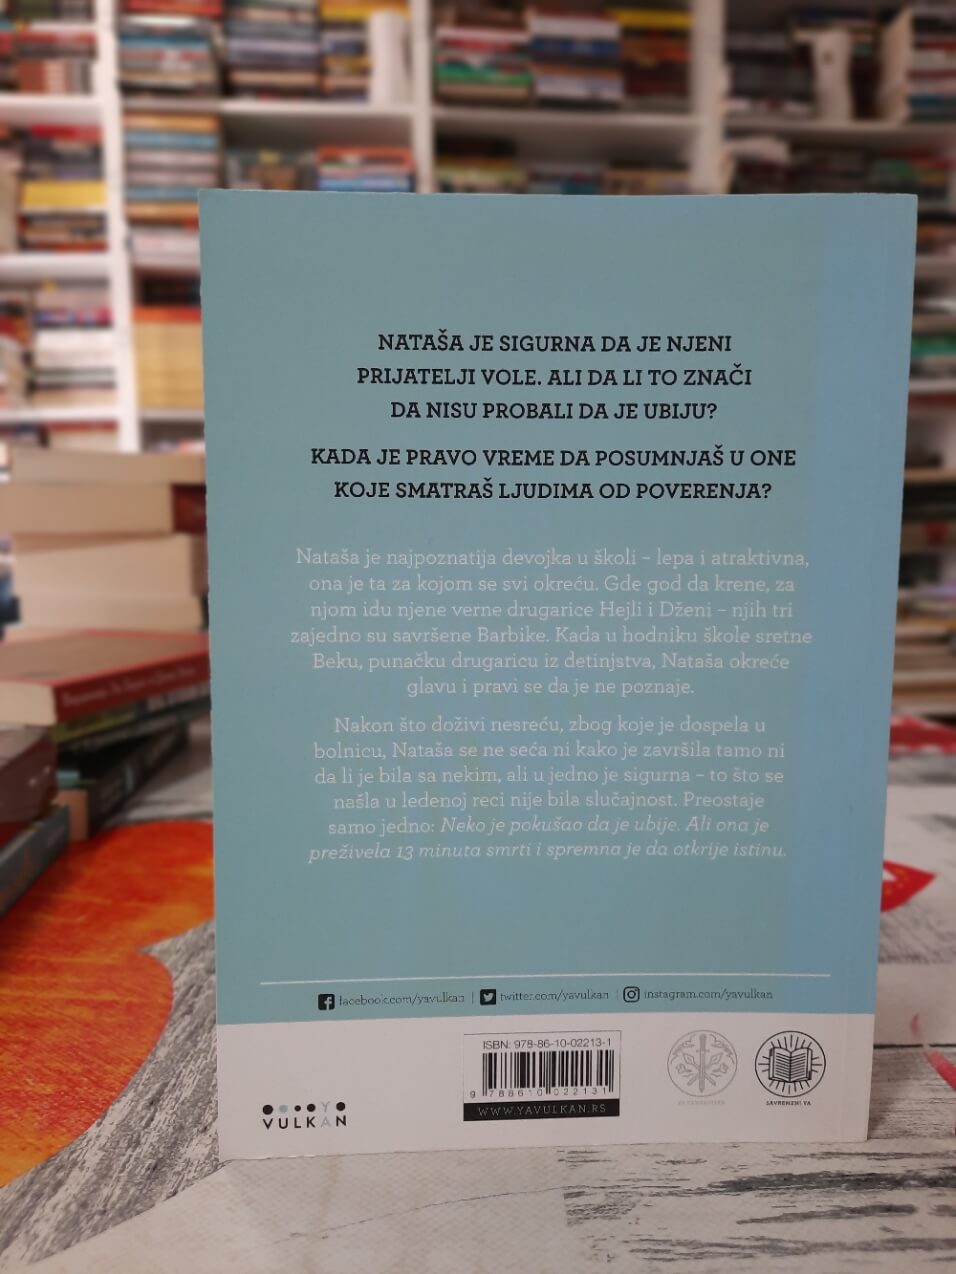 NATAŠA JE SIGURNA DA JE NJENI
PRIJATELJI VOLE. ALI DA LI TO ZNAČI
DA NISU PROBALI DA JE UBIJU?
KADA JE PRAVO VREME DA POSUMNJAŠ U ONE
KOJE SMATRAŠ LJUDIMA OD POVERENJA?
Nataša je najpoznatija devojka u školi – lepa i atraktivna,
ona je ta za kojom se svi okreću. Gde god da krene, za
njom idu njene verne drugarice Hejli i Dženi – njih tri
zajedno su savršene Barbike. Kada u hodniku škole sretne
Beku, punačku drugaricu iz detinjstva, Nataša okreće
glavu i pravi se da je ne poznaje.
Nakon što doživi nesreću, zbog koje je dospela u
bolnicu, Nataša se ne seća ni kako je završila tamo ni
da li je bila sa nekim, ali u jedno je sigurna – to što se
našla u ledenoj reci nije bila slučajnost. Preostaje
samo jedno: Neko je pokušao da je ubije. Ali ona je
preživela 13 minuta smrti i spremna je da otkrije istinu.
facebook.com/yavulkan | twitter.com/yavulkan | instagram.com/yavulkan
ISBN: 978-86-10-02213-1
9 788610 022131
WWW.YAVULKAN.RS
YA
VULKAN
SAVREMENI YA